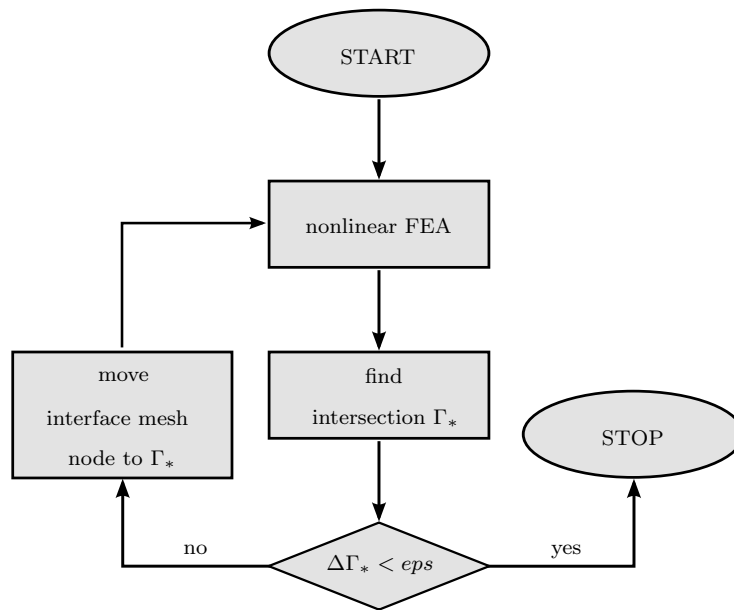 START
nonlinear FEA
move
interface mesh
node to Γ*
find
intersection Γ*
STOP
no
ΔΓ* < eps
yes